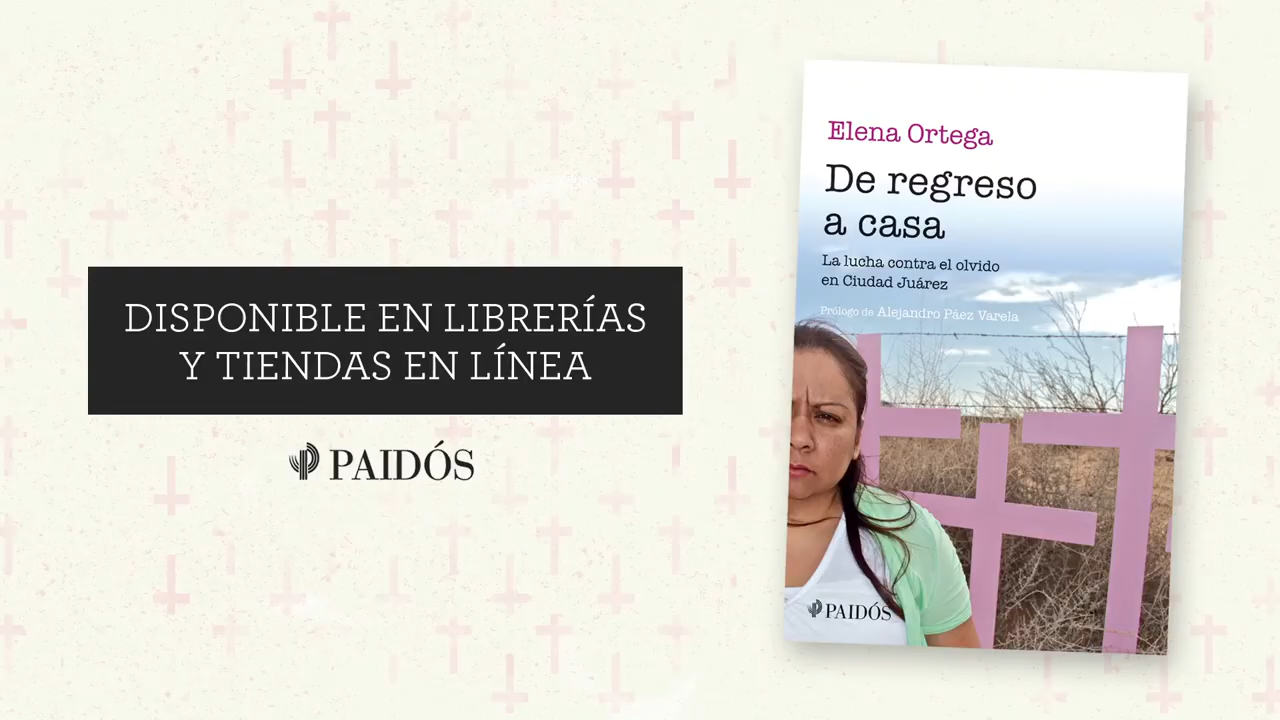 DISPONIBLE EN LIBRERÍAS
Y TIENDAS EN LÍNEA
PAIDÓS
Elena Ortega
De regreso
a casa
La lucha contra el olvido
en Ciudad Juárez
Prólogo de Alejandro Páez Varela
PAIDÓS